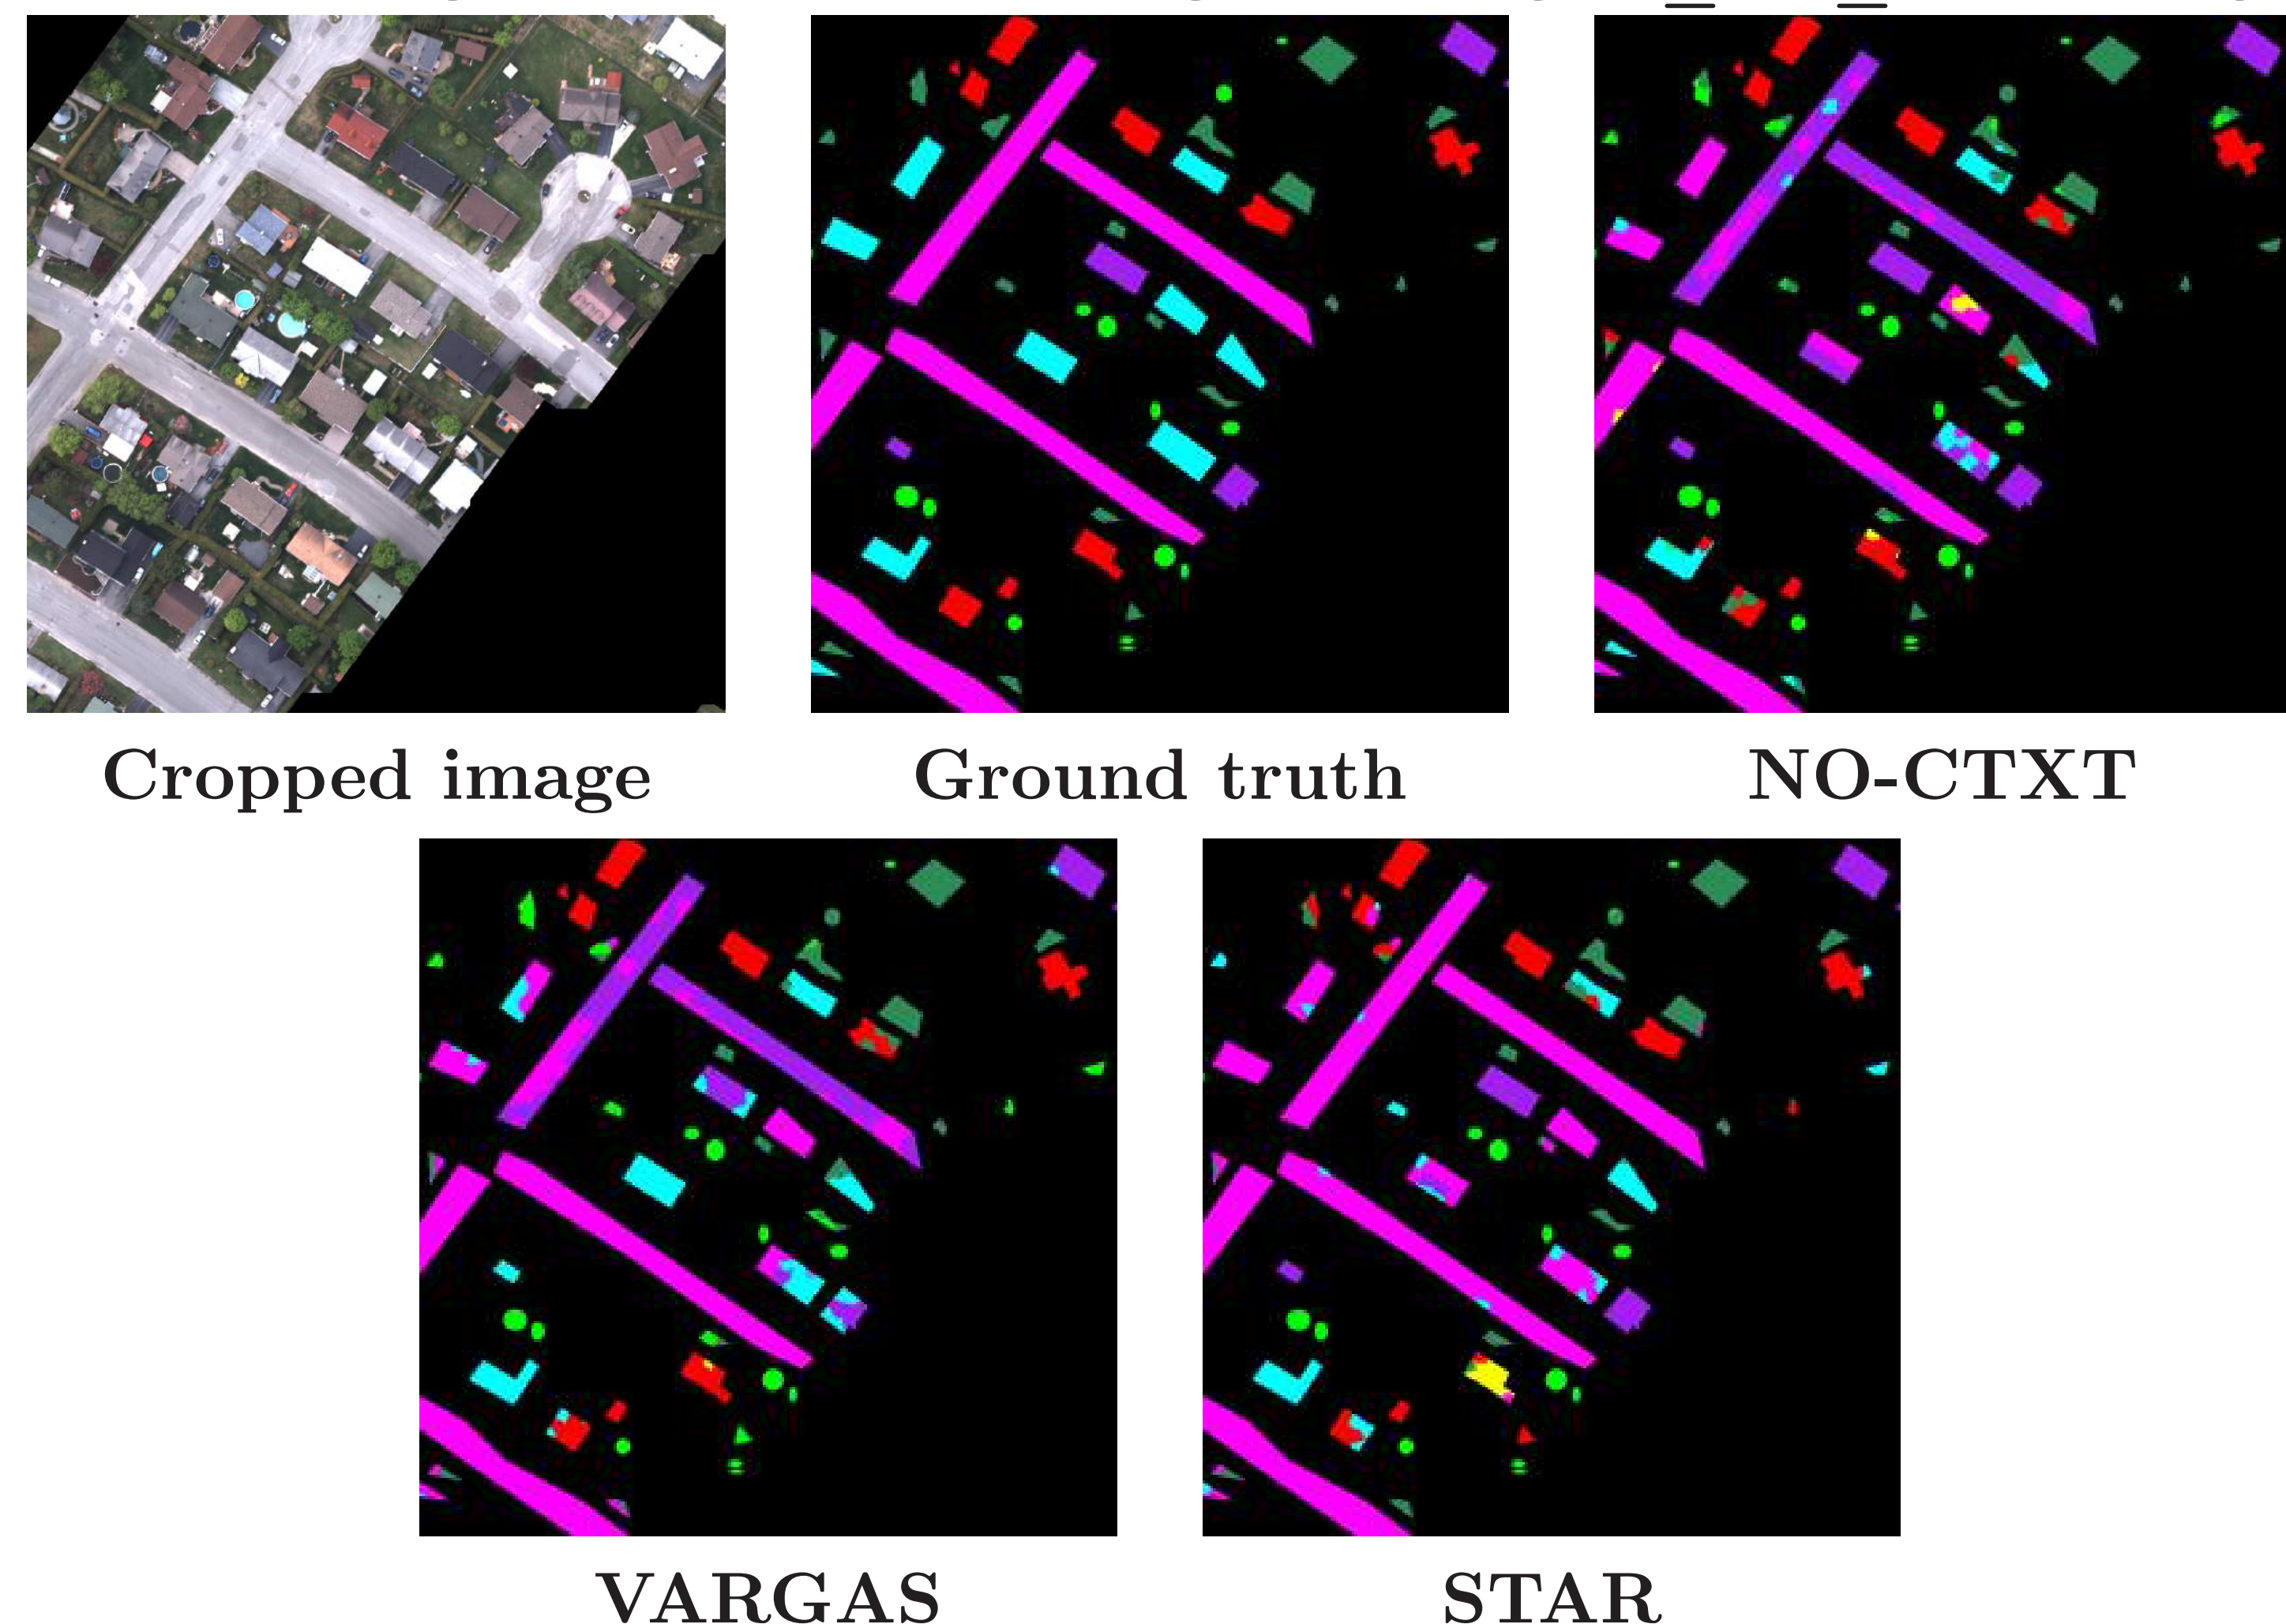 Cropped image
Ground truth
NO-CTXT
VARGAS
STAR